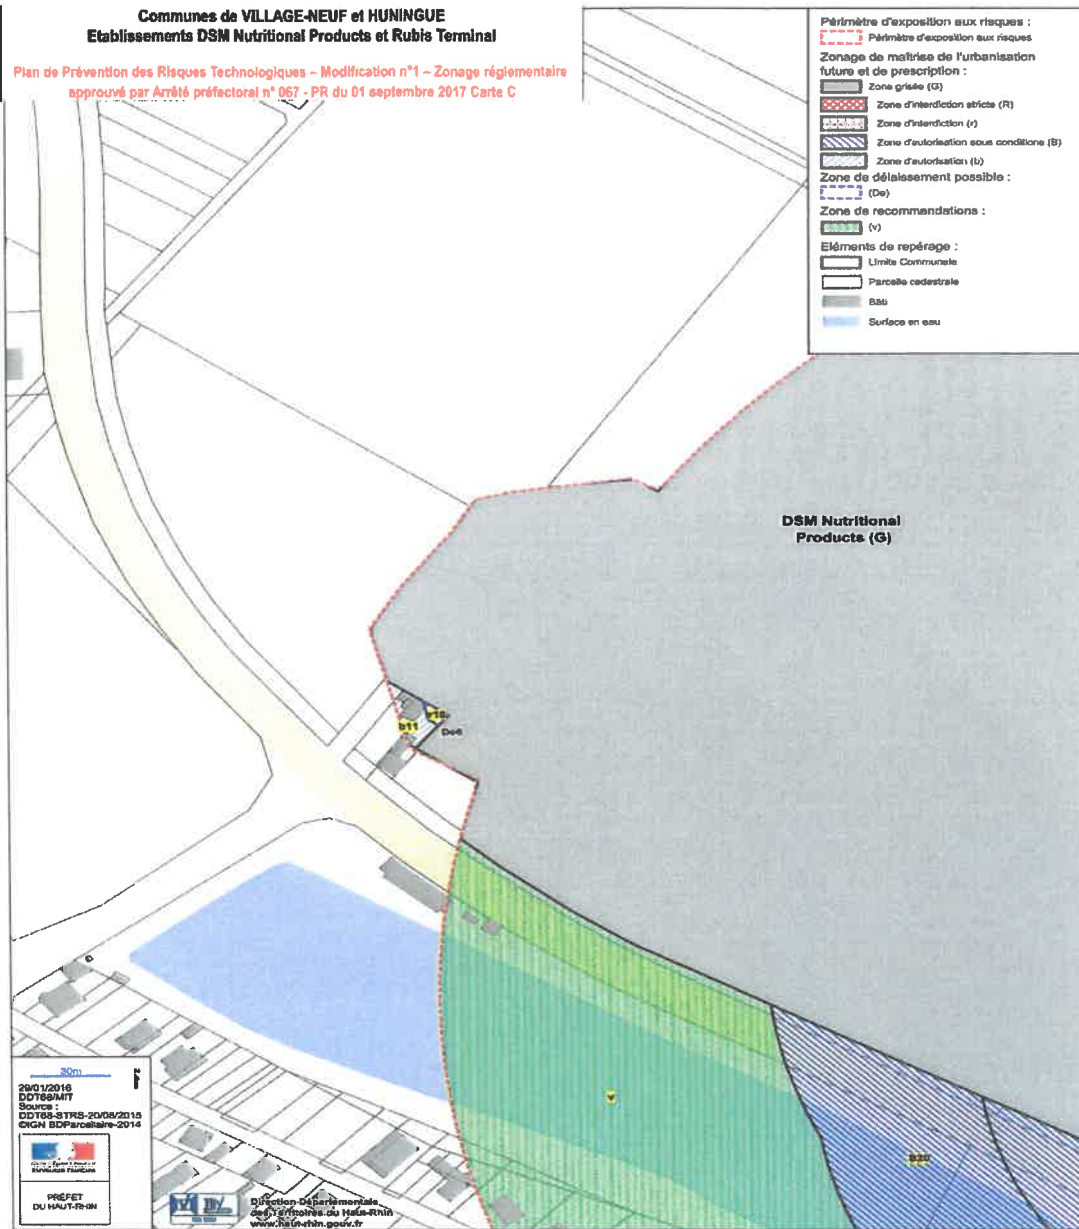 Communes de VILLAGE-NEUF et HUNINGUE
Etablissements DSM Nutritional Products et Rubis Terminal
Plan de Prévention des Risques Technologiques – Modification n°1 – Zonage réglementaire
approuvé par Arrêté préfectoral n° 067 - PR du 01 septembre 2017 Carte C
Périmètre d'exposition aux risques :
Périmètre d'exposition aux risques
Zonage de maîtrise de l'urbanisation
future et de prescription :
Zone grisée (G)
Zone d'interdiction stricte (R)
Zone d'interdiction (r)
Zone d'autorisation sous conditions (B)
Zone d'autorisation (b)
Zone de délaissement possible :
(De)
Zone de recommandations :
(v)
Eléments de repérage :
Limite Communale
Parcelle cadastrale
Bâti
Surface en eau
DSM Nutritional
Products (G)
b11
De6
v
B20
30m
29/01/2016
DDT68/MIT
Source :
DDT68-STRS-20/08/2015
©IGN BDParcellaire-2014
PRÉFET
DU HAUT-RHIN
Direction Départementale
des Territoires du Haut-Rhin
www.haut-rhin.gouv.fr